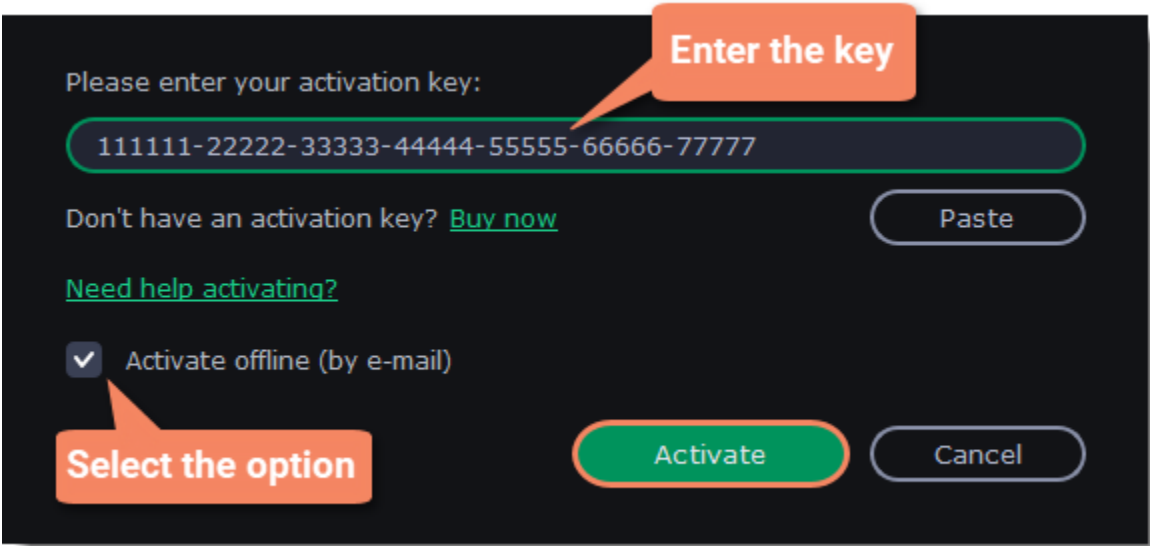 Enter the key
Please enter your activation key:
111111-22222-33333-44444-55555-66666-77777
Don't have an activation key? Buy now
Paste
Need help activating?
Activate offline (by e-mail)
Select the option
Activate
Cancel